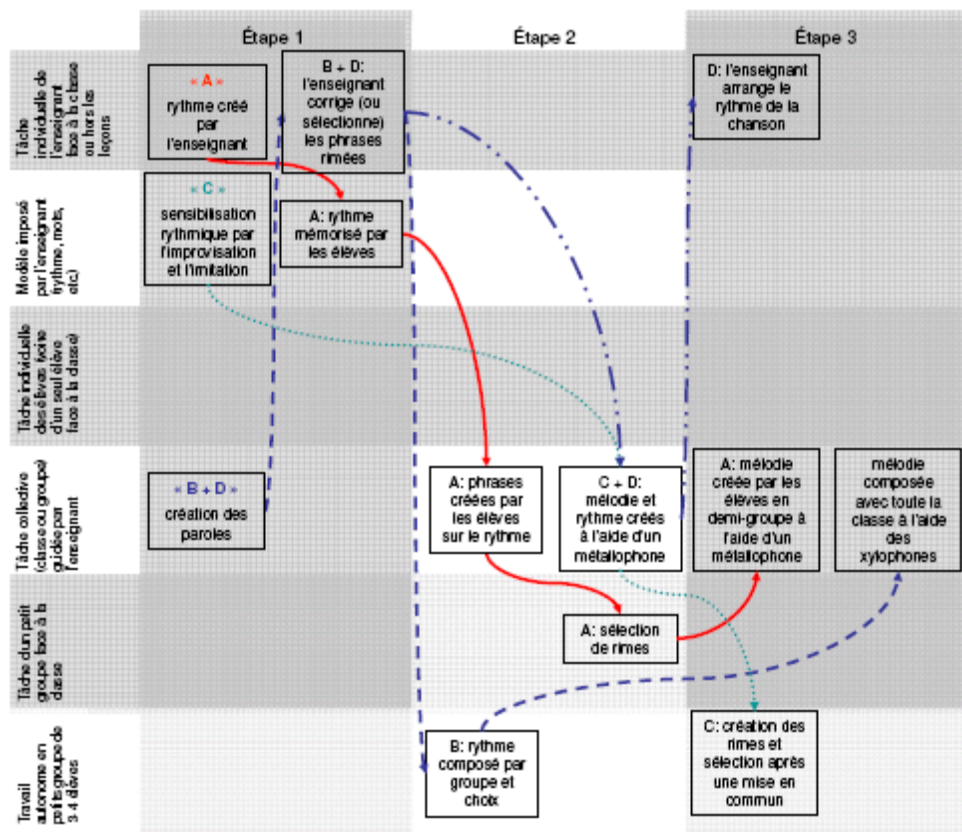 Étape 1
Étape 2
Étape 3
Tâche
individuelle de
l'enseignant
face à la classe
ou hors les
leçons
« A »
rythme créé
par
l'enseignant
B + D:
l'enseignant
corrige (ou
sélectionne)
les phrases
rimées
D: l'enseignant
arrange le
rythme de la
chanson
Modèle imposé
par l'enseignant
(rythme, mots,
etc.)
« C »
sensibilisation
rythmique par
l'improvisation
et l'imitation
A: rythme
mémorisé par
les élèves
Tâche individuelle
des élèves (voire
d'un seul élève
face à la classe)
Tâche collective
(classe ou groupe)
guidée par
l'enseignant
« B + D »
création des
paroles
A: phrases
créées par
les élèves
sur le rythme
C + D:
mélodie et
rythme créés
à l'aide d'un
métallophone
A: mélodie
créée par les
élèves en
demi-groupe à
l'aide d'un
métallophone
mélodie
composée
avec toute la
classe à l'aide
des
xylophones
Tâche d'un petit
groupe face à la
classe
A: sélection
de rimes
Travail
autonome en
petits groupe de
3-4 élèves
B: rythme
composé par
groupe et
choix
C: création des
rimes et
sélection après
une mise en
commun